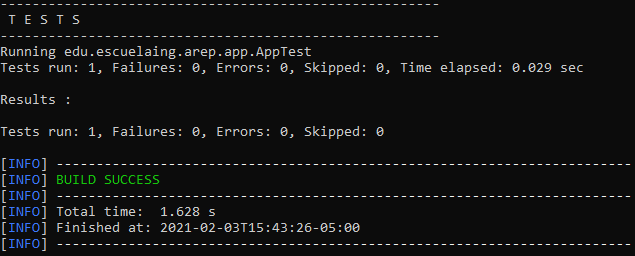 -------------------------------------------------------
 T E S T S
-------------------------------------------------------
Running edu.escuelaing.arep.app.AppTest
Tests run: 1, Failures: 0, Errors: 0, Skipped: 0, Time elapsed: 0.029 sec

Results :

Tests run: 1, Failures: 0, Errors: 0, Skipped: 0

[INFO] ------------------------------------------------------------------------
[INFO] BUILD SUCCESS
[INFO] ------------------------------------------------------------------------
[INFO] Total time:  1.628 s
[INFO] Finished at: 2021-02-03T15:43:26-05:00
[INFO] ------------------------------------------------------------------------